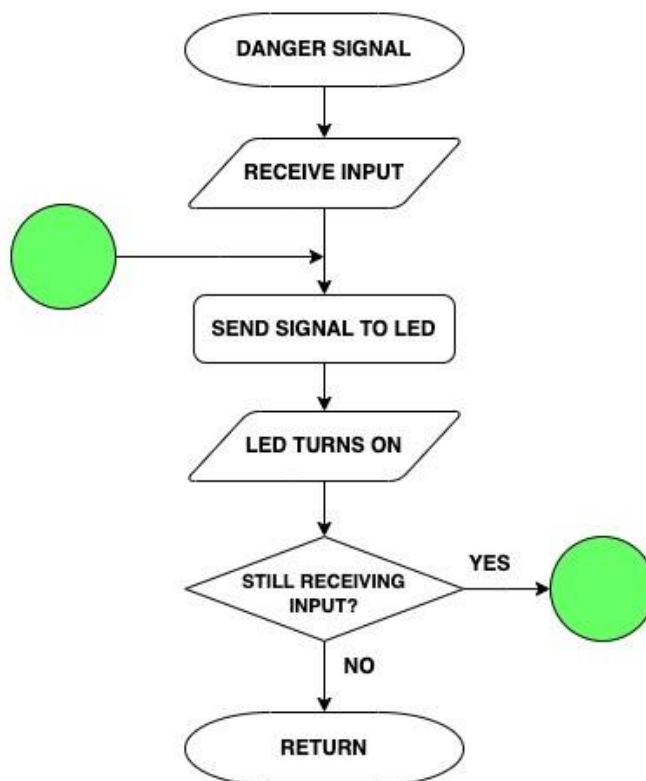 DANGER SIGNAL
RECEIVE INPUT
SEND SIGNAL TO LED
LED TURNS ON
STILL RECEIVING
INPUT?
YES
NO
RETURN